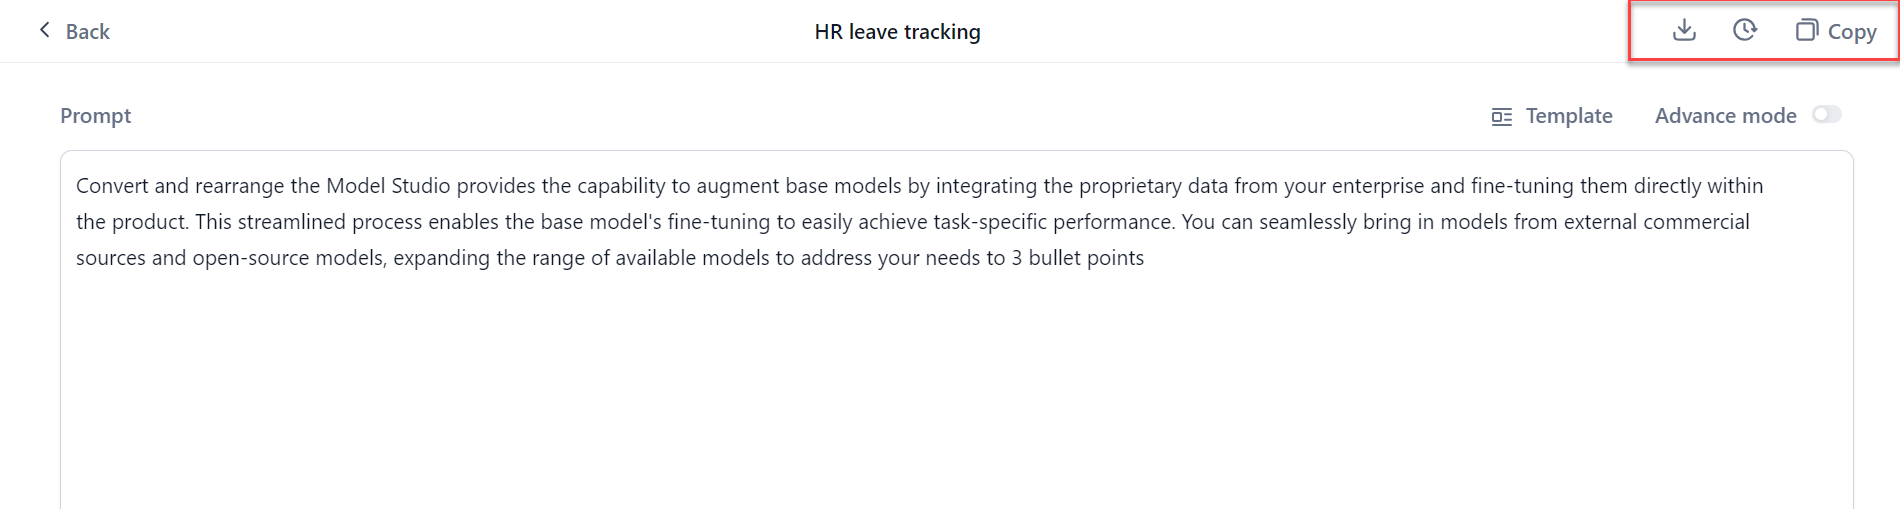 Back
HR leave tracking
Copy
Prompt
Template
Advance mode
Convert and rearrange the Model Studio provides the capability to augment base models by integrating the proprietary data from your enterprise and fine-tuning them directly within
the product. This streamlined process enables the base model's fine-tuning to easily achieve task-specific performance. You can seamlessly bring in models from external commercial
sources and open-source models, expanding the range of available models to address your needs to 3 bullet points